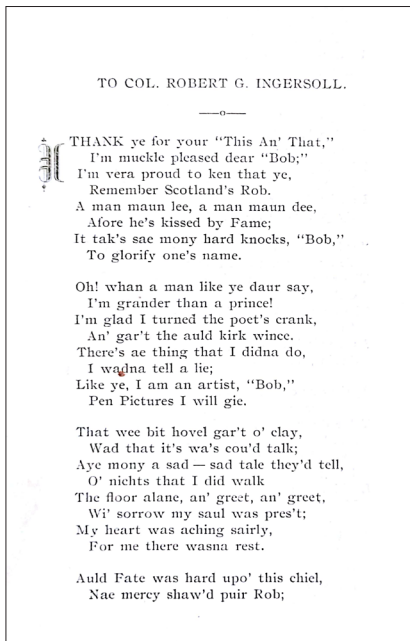 TO COL. ROBERT G. INGERSOLL.
I THANK ye for your "This An' That,"
I'm muckle pleased dear "Bob;"
I'm vera proud to ken that ye,
Remember Scotland's Rob.
A man maun lee, a man maun dee,
Afore he's kissed by Fame;
It tak's sae mony hard knocks, "Bob,"
To glorify one's name.
Oh! whan a man like ye daur say,
I'm grander than a prince!
I'm glad I turned the poet's crank,
An' gar't the auld kirk wince.
There's ae thing that I didna do,
I wadna tell a lie;
Like ye, I am an artist, "Bob,"
Pen Pictures I will gie.
That wee bit hovel gar't o' clay,
Wad that it's wa's cou'd talk;
Aye mony a sad — sad tale they'd tell,
O' nichts that I did walk
The floor alane, an' greet, an' greet,
Wi' sorrow my saul was pres't;
My heart was aching sairly,
For me there wasna rest.
Auld Fate was hard upo' this chiel,
Nae mercy shaw'd puir Rob;